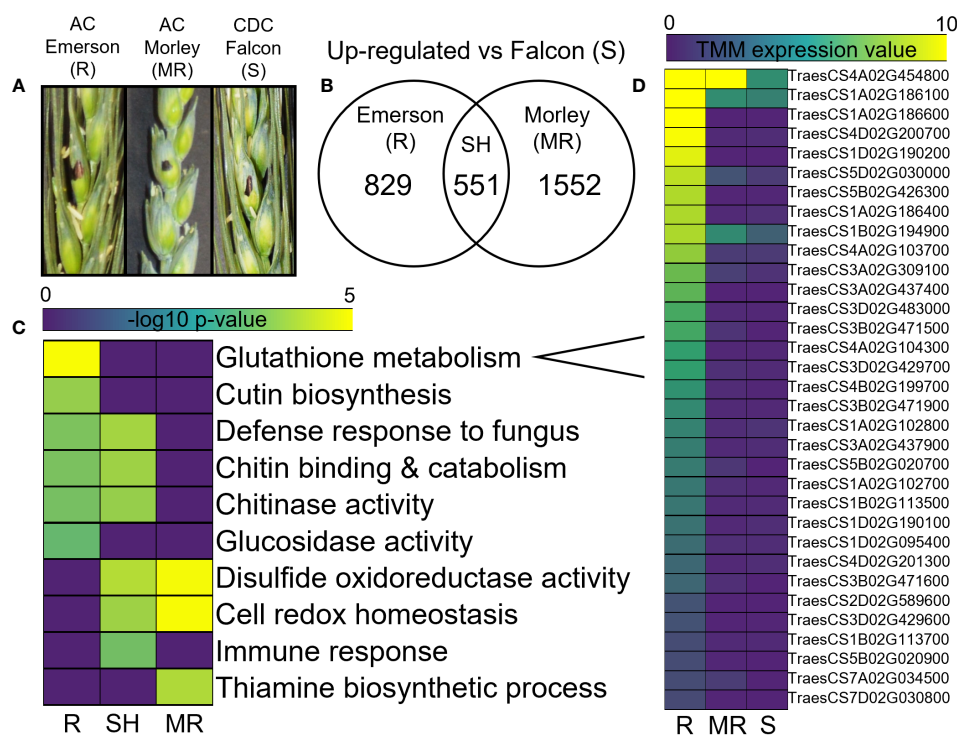 AC
Emerson
(R)
AC
Morley
(MR)
CDC
Falcon
(S)
A
Up-regulated vs Falcon (S)
B
Emerson
(R)
829
SH
551
Morley
(MR)
1552
0
5
-log10 p-value
C
Glutathione metabolism
Cutin biosynthesis
Defense response to fungus
Chitin binding & catabolism
Chitinase activity
Glucosidase activity
Disulfide oxidoreductase activity
Cell redox homeostasis
Immune response
Thiamine biosynthetic process
R SH MR
0
10
TMM expression value
D
TraesCS4A02G454800
TraesCS1A02G186100
TraesCS1A02G186600
TraesCS4D02G200700
TraesCS1D02G190200
TraesCS5D02G030000
TraesCS5B02G426300
TraesCS1A02G186400
TraesCS1B02G194900
TraesCS4A02G103700
TraesCS3A02G309100
TraesCS3A02G437400
TraesCS3D02G483000
TraesCS3B02G471500
TraesCS4A02G104300
TraesCS3D02G429700
TraesCS4B02G199700
TraesCS3B02G471900
TraesCS1A02G102800
TraesCS3A02G437900
TraesCS5B02G020700
TraesCS1A02G102700
TraesCS1B02G113500
TraesCS1D02G190100
TraesCS1D02G095400
TraesCS4D02G201300
TraesCS3B02G471600
TraesCS2D02G589600
TraesCS3D02G429600
TraesCS1B02G113700
TraesCS5B02G020900
TraesCS7A02G034500
TraesCS7D02G030800
R MR S